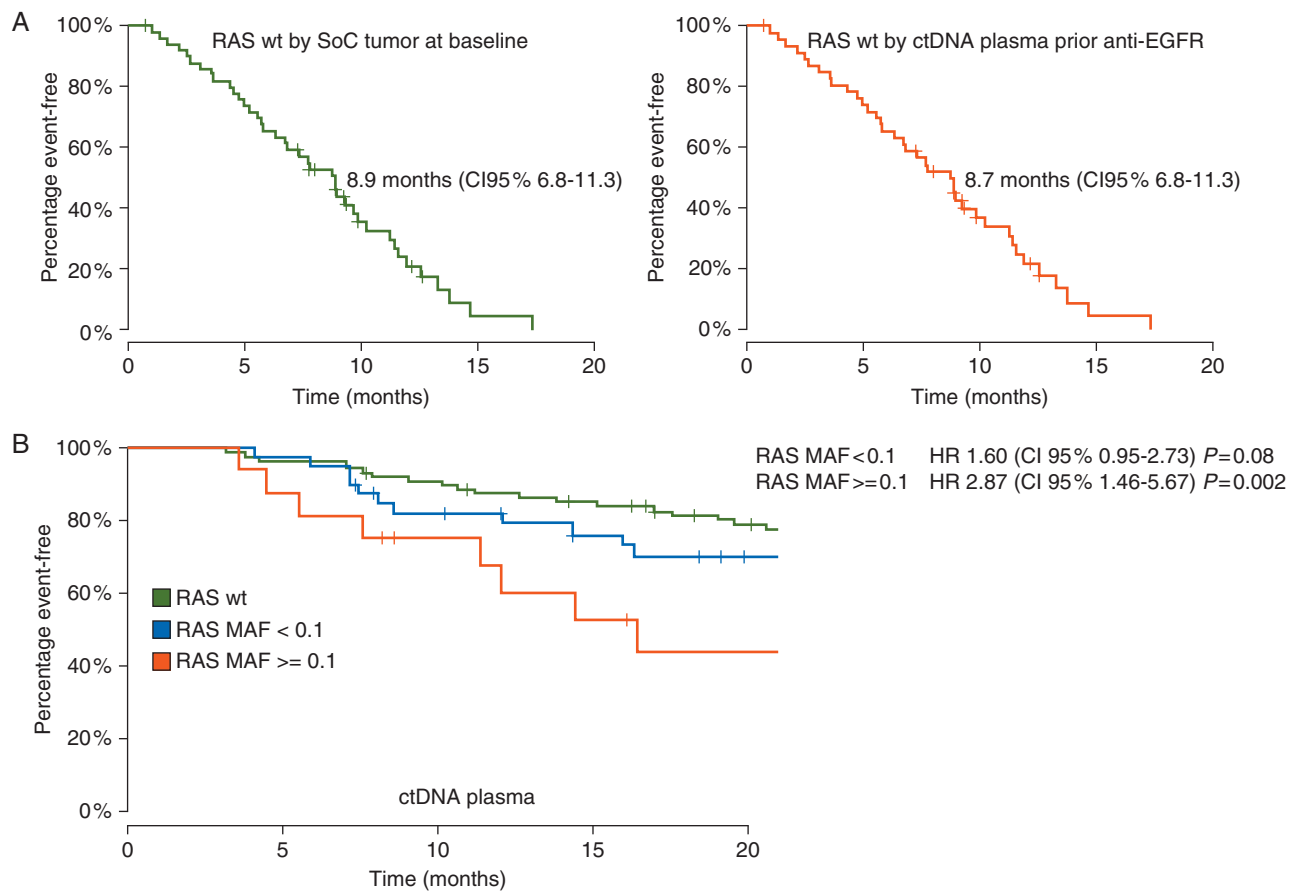 A
RAS wt by SoC tumor at baseline
100%
80%
60%
40%
20%
0%
Percentage event-free
8.9 months (CI95% 6.8-11.3)
0 5 10 15 20
Time (months)
RAS wt by ctDNA plasma prior anti-EGFR
100%
80%
60%
40%
20%
0%
Percentage event-free
8.7 months (CI95% 6.8-11.3)
0 5 10 15 20
Time (months)
B
100%
80%
60%
40%
20%
0%
Percentage event-free
RAS wt
RAS MAF < 0.1
RAS MAF >= 0.1
ctDNA plasma
0 5 10 15 20
Time (months)
RAS MAF<0.1 HR 1.60 (CI 95% 0.95-2.73) P=0.08
RAS MAF>=0.1 HR 2.87 (CI 95% 1.46-5.67) P=0.002